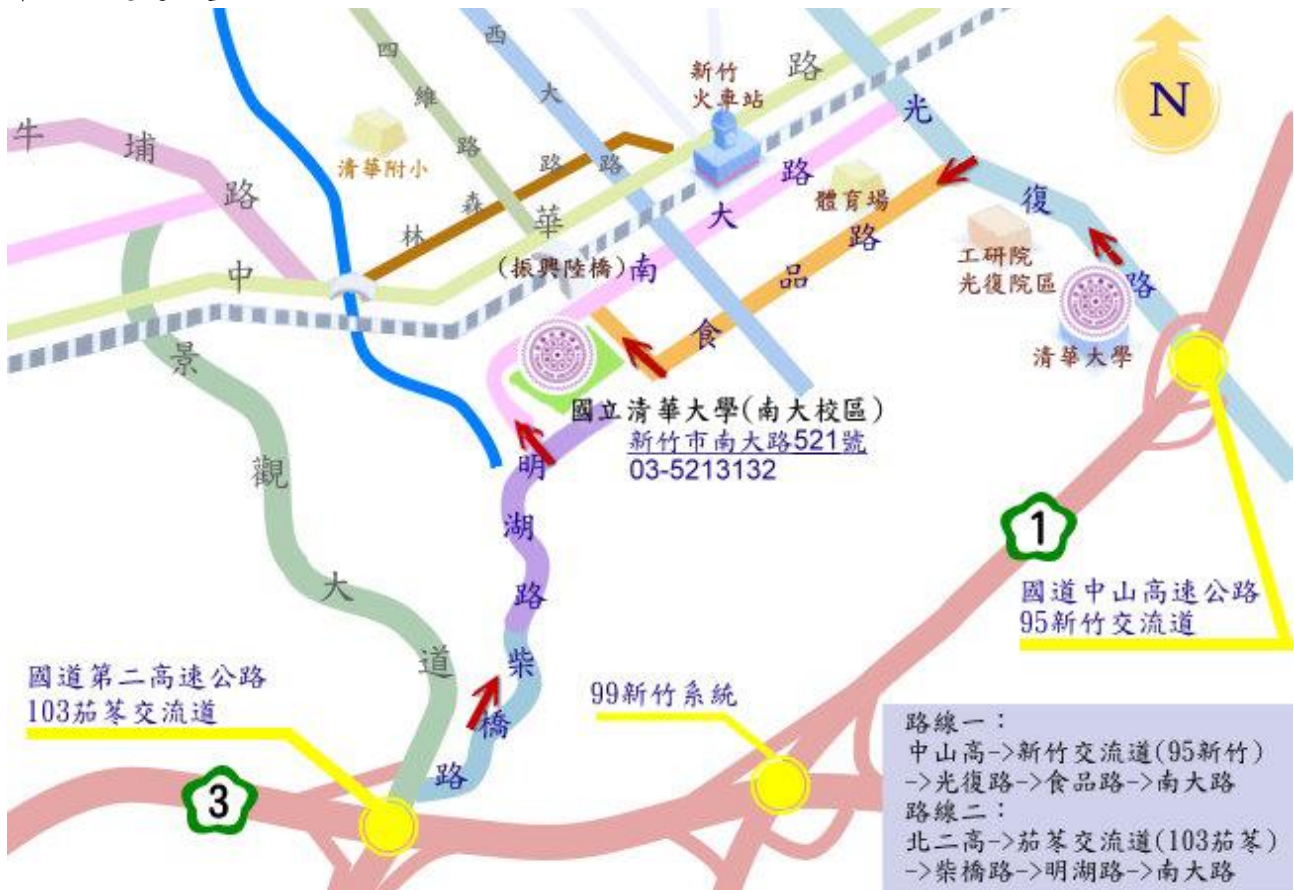 四維路
西大路
新竹
火車站
中華路
光復路
N
牛埔路
清華附小
林森路
體育場
南大路
食品路
工研院
光復院區
(振興陸橋)
清華大學
國立清華大學(南大校區)
新竹市南大路521號
03-5213132
景觀大道
明湖路
柴橋路
1
國道中山高速公路
95新竹交流道
國道第二高速公路
103茄苳交流道
99新竹系統
3
路線一：
中山高->新竹交流道(95新竹)
->光復路->食品路->南大路
路線二：
北二高->茄苳交流道(103茄苳)
->柴橋路->明湖路->南大路